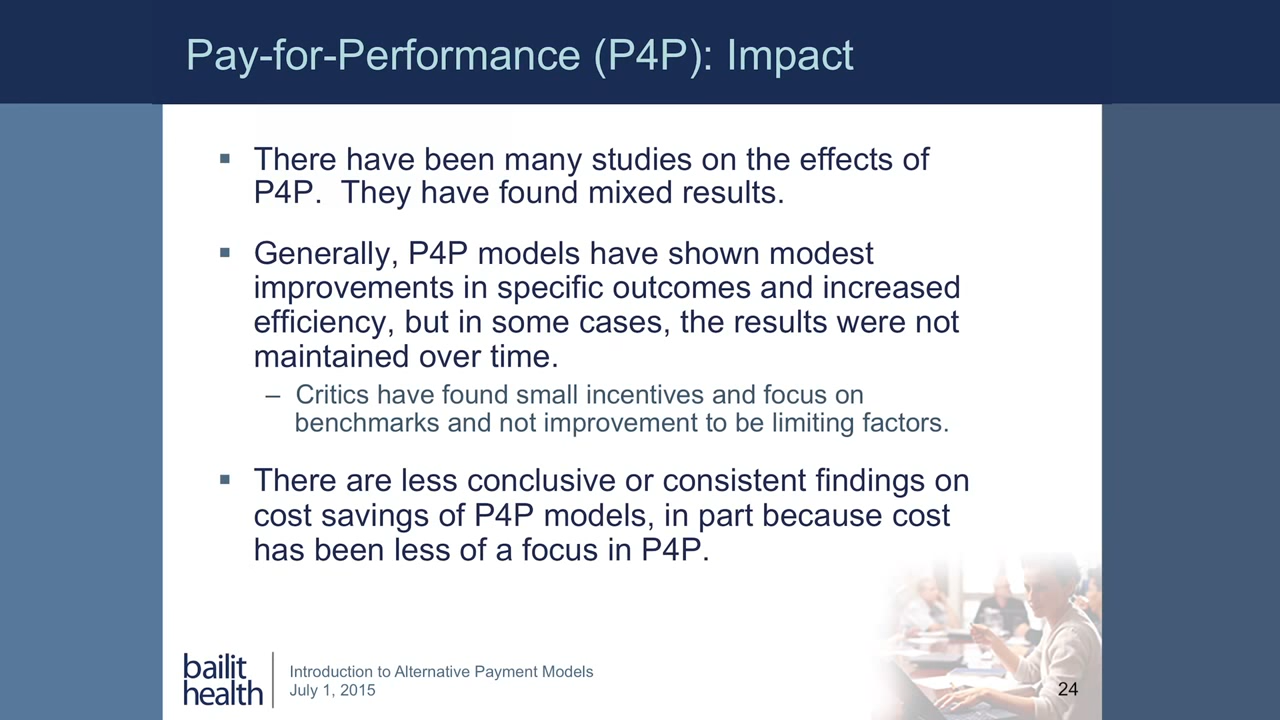 Pay-for-Performance (P4P): Impact
▪ There have been many studies on the effects of
P4P.  They have found mixed results.
▪ Generally, P4P models have shown modest
improvements in specific outcomes and increased
efficiency, but in some cases, the results were not
maintained over time.
– Critics have found small incentives and focus on
benchmarks and not improvement to be limiting factors.
▪ There are less conclusive or consistent findings on
cost savings of P4P models, in part because cost
has been less of a focus in P4P.
bailit
health
Introduction to Alternative Payment Models
July 1, 2015
24